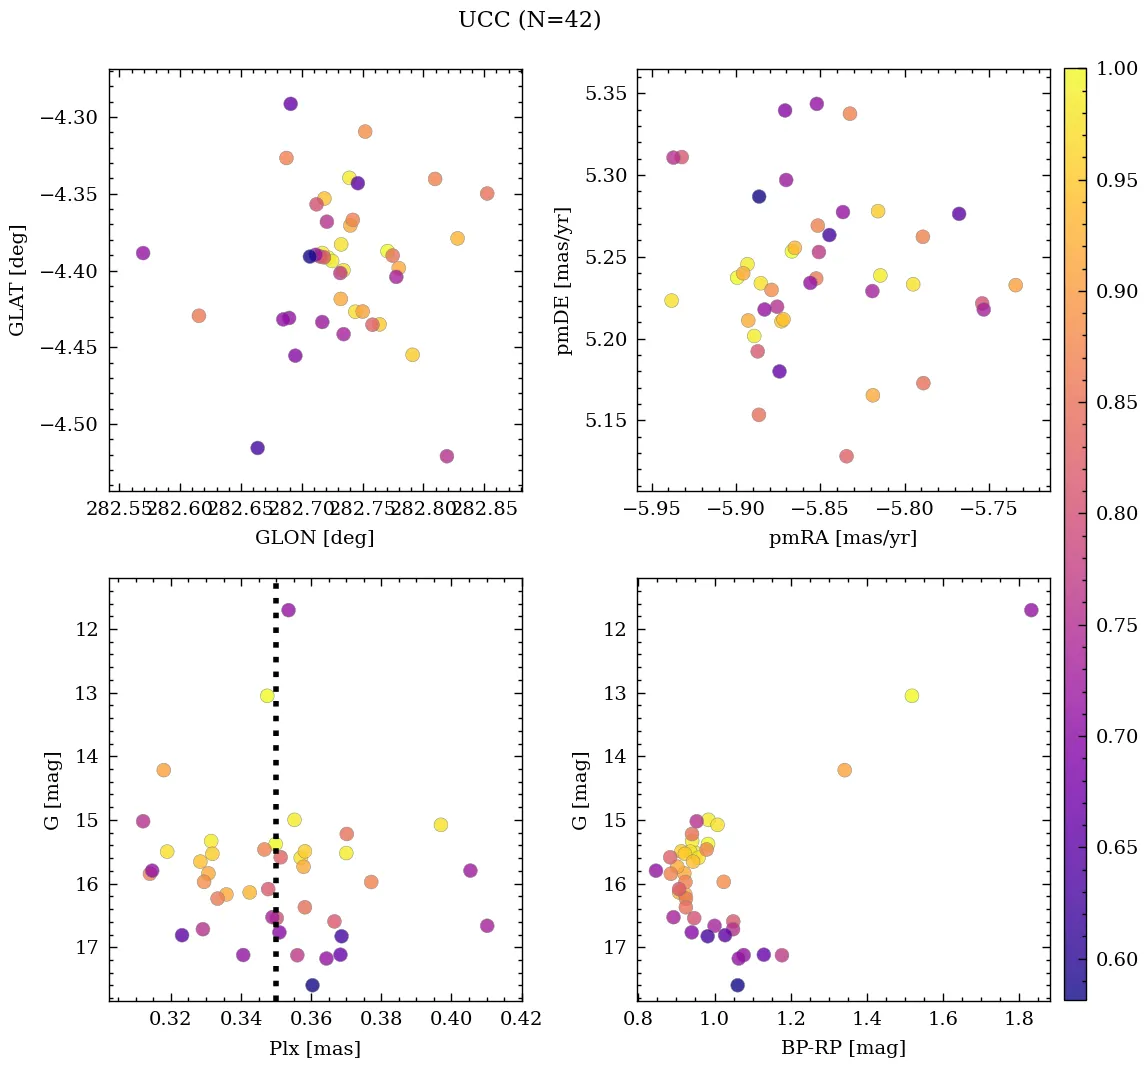 UCC (N=42)
−4.30
−4.35
−4.40
−4.45
−4.50
GLAT [deg]
282.55 282.60 282.65 282.70 282.75 282.80 282.85
GLON [deg]
5.35
5.30
5.25
5.20
5.15
pmDE [mas/yr]
−5.95 −5.90 −5.85 −5.80 −5.75
pmRA [mas/yr]
1.00
0.95
0.90
0.85
0.80
0.75
0.70
0.65
0.60
12
13
14
15
16
17
G [mag]
0.32 0.34 0.36 0.38 0.40 0.42
Plx [mas]
12
13
14
15
16
17
G [mag]
0.8 1.0 1.2 1.4 1.6 1.8
BP-RP [mag]